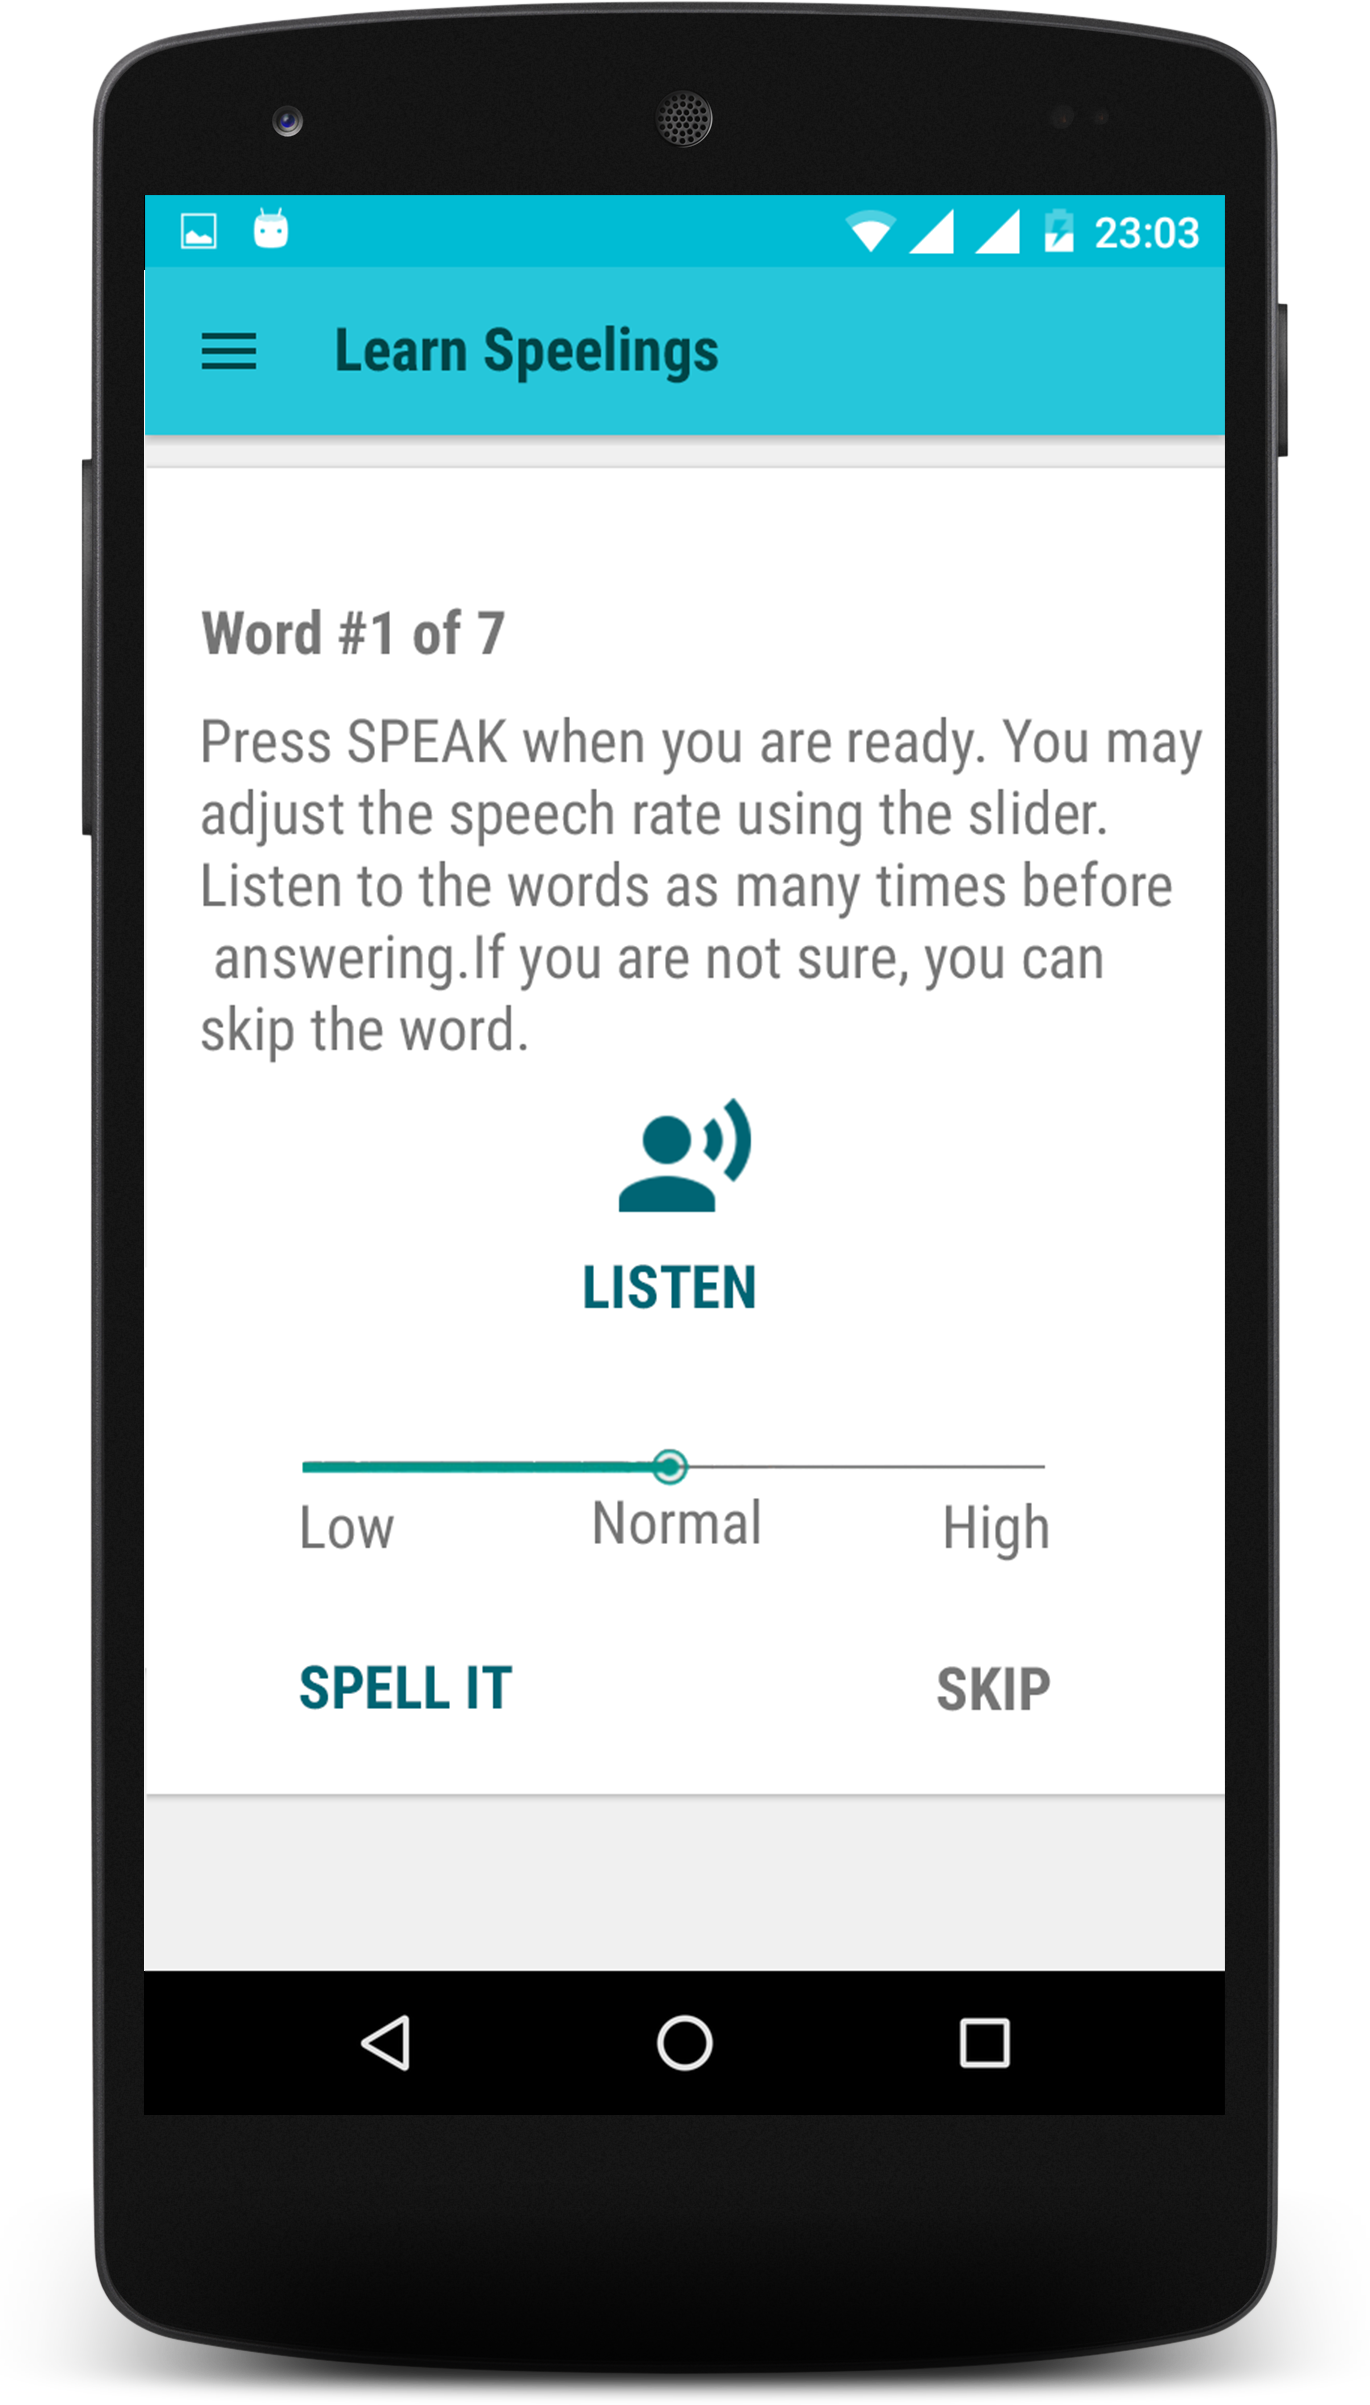 23:03
Learn Speelings
Word #1 of 7
Press SPEAK when you are ready. You may
adjust the speech rate using the slider.
Listen to the words as many times before
answering.If you are not sure, you can
skip the word.
LISTEN
Low Normal High
SPELL IT SKIP